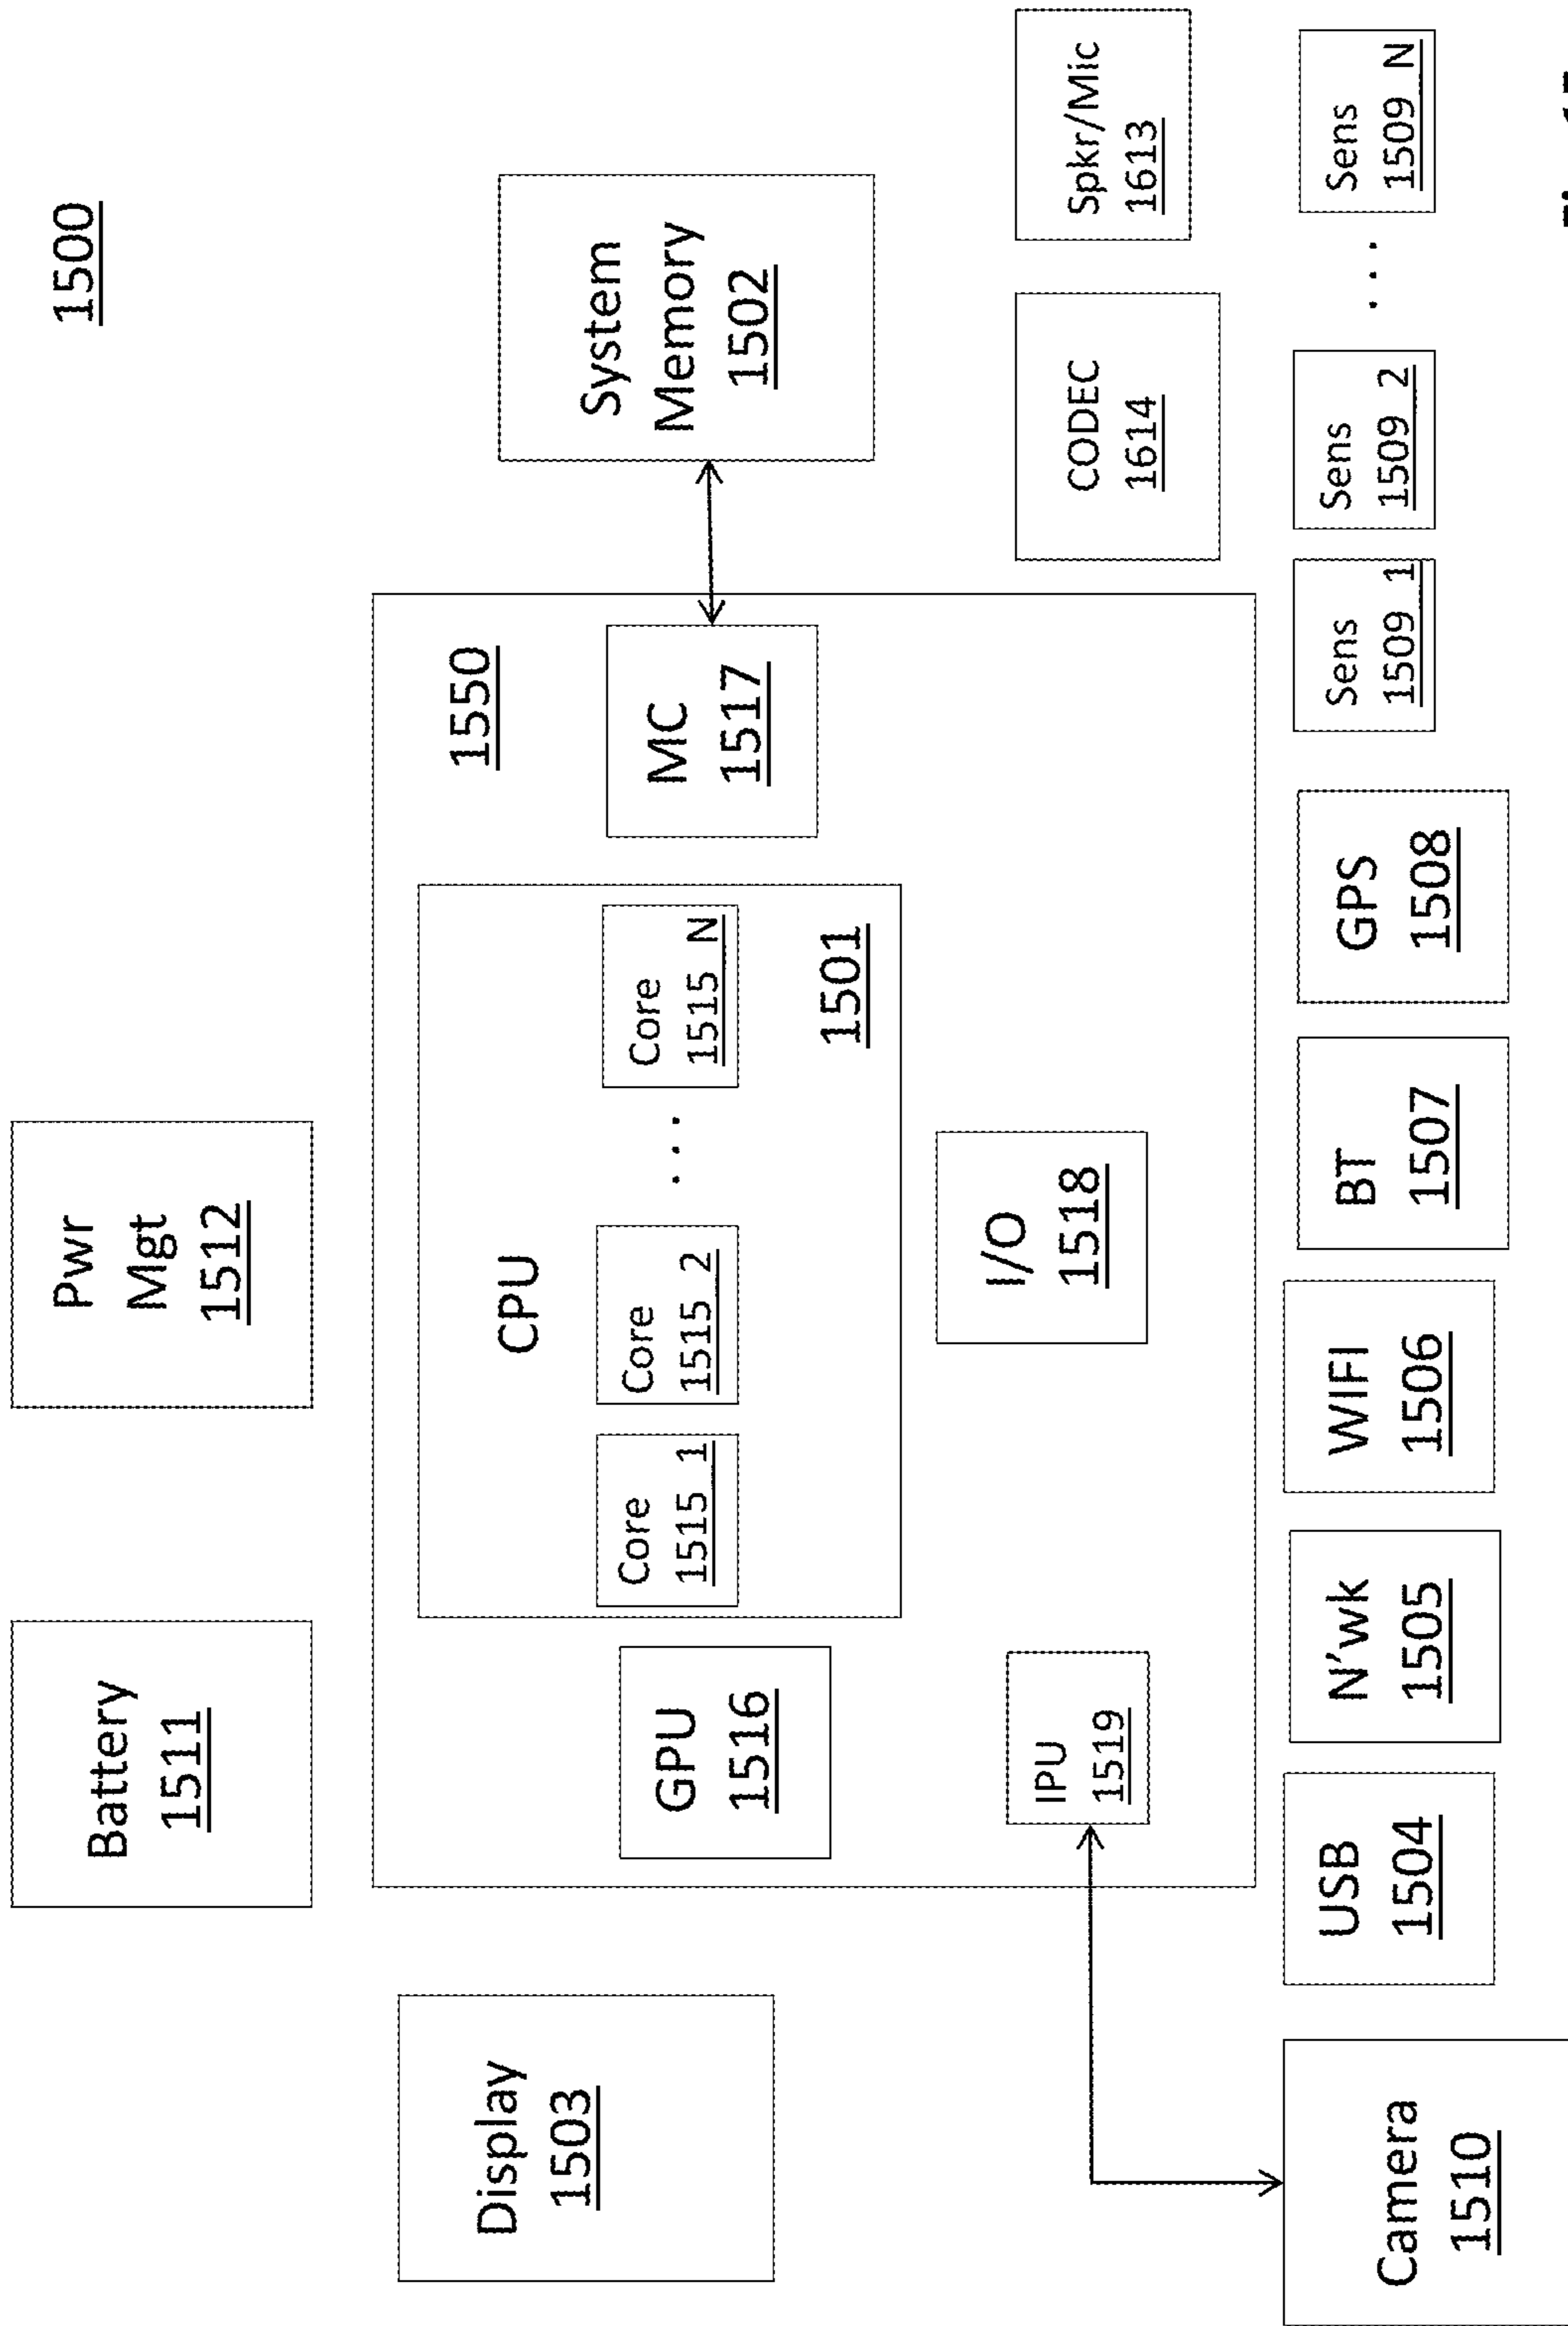 Battery
1511
Pwr
Mgt
1512
1500
Display
1503
1550
CPU
Core
1515_1
Core
1515_2
. . .
Core
1515_N
1501
GPU
1516
MC
1517
System
Memory
1502
IPU
1519
I/O
1518
CODEC
1614
Spkr/Mic
1613
Camera
1510
USB
1504
N'wk
1505
WIFI
1506
BT
1507
GPS
1508
Sens
1509_1
Sens
1509_2
. . .
Sens
1509_N